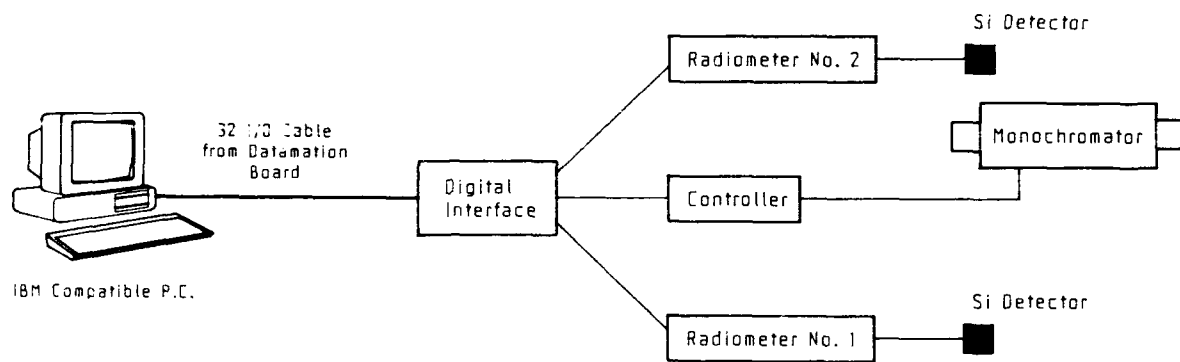 Si Detector
Radiometer No. 2
Monochromator
32 I/O Cable
from Datamation
Board
Digital
Interface
Controller
IBM Compatible P.C.
Si Detector
Radiometer No. 1